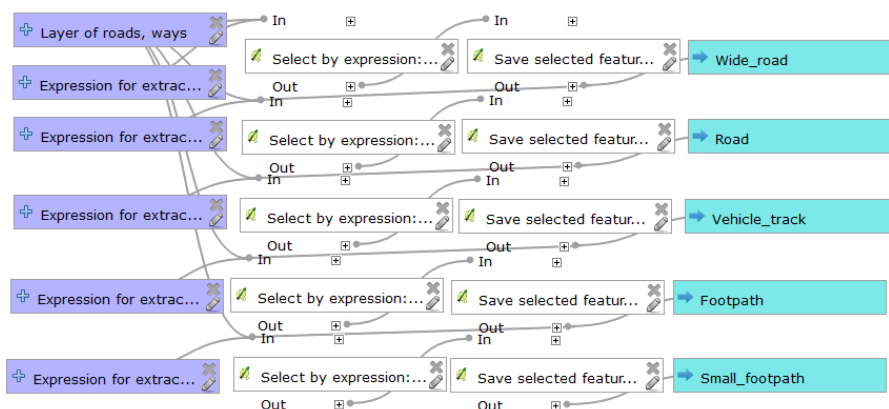 In In
Layer of roads, ways
Select by expression:... Save selected featur... Wide_road
Expression for extrac... Out Out
In In
Expression for extrac... Select by expression:... Save selected featur... Road
Out Out
In In
Expression for extrac... Select by expression:... Save selected featur... Vehicle_track
Out Out
In In
Expression for extrac... Select by expression:... Save selected featur... Footpath
Out Out
In In
Expression for extrac... Select by expression:... Save selected featur... Small_footpath
Out Out